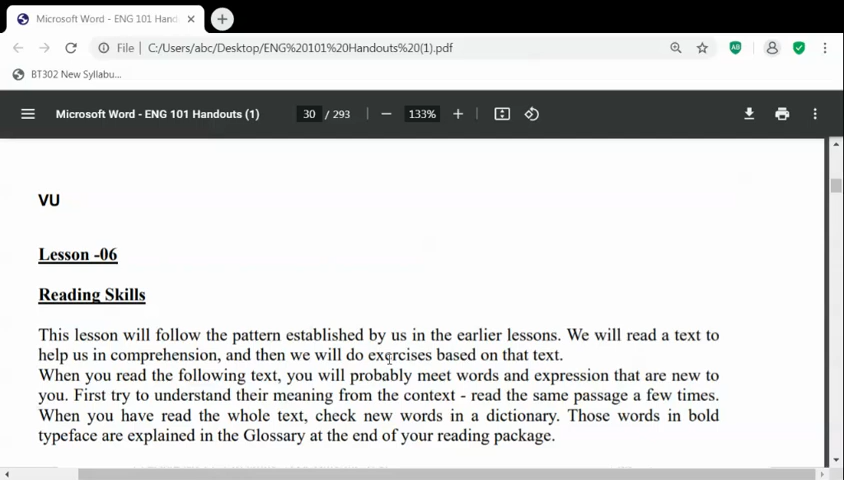 Microsoft Word - ENG 101 Hand
File
C:/Users/abc/Desktop/ENG%20101%20Handouts%20(1).pdf
BT302 New Syllabu...
Microsoft Word - ENG 101 Handouts (1)
30 / 293
133%
VU
Lesson -06
Reading Skills
This lesson will follow the pattern established by us in the earlier lessons. We will read a text to
help us in comprehension, and then we will do exercises based on that text.
When you read the following text, you will probably meet words and expression that are new to
you. First try to understand their meaning from the context - read the same passage a few times.
When you have read the whole text, check new words in a dictionary. Those words in bold
typeface are explained in the Glossary at the end of your reading package.